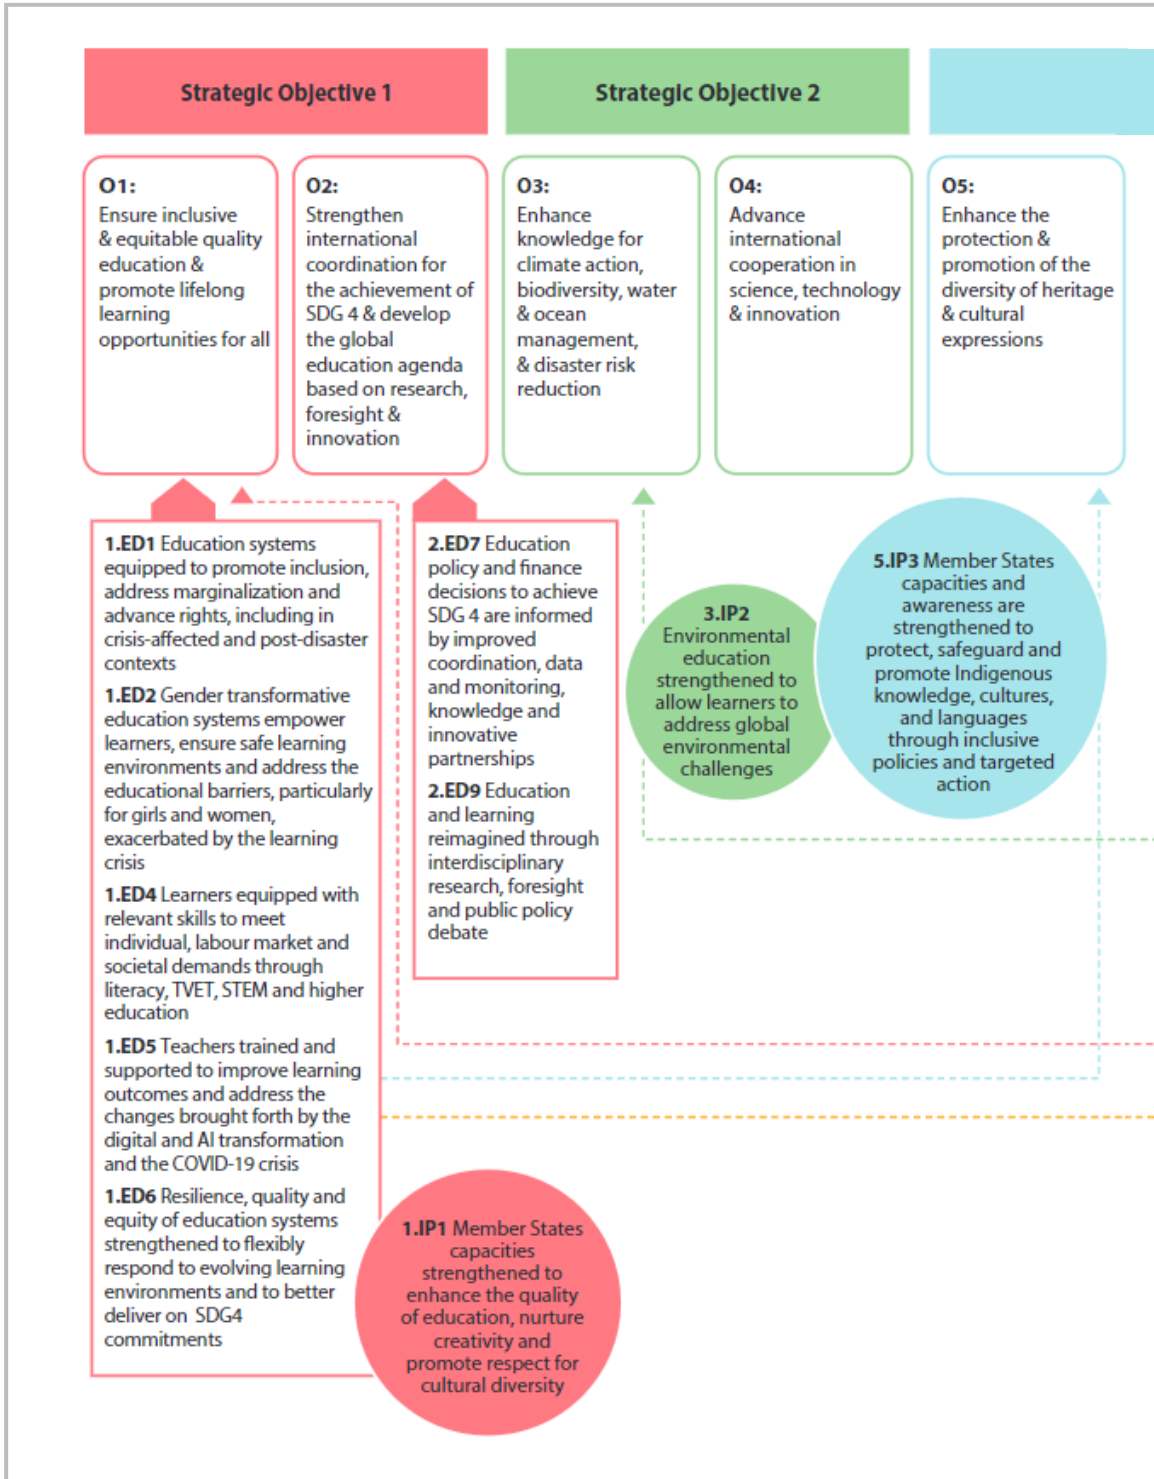 Strategic Objective 1
Strategic Objective 2
O1:
Ensure inclusive
& equitable quality
education &
promote lifelong
learning
opportunities for all
O2:
Strengthen
international
coordination for
the achievement of
SDG 4 & develop
the global
education agenda
based on research,
foresight &
innovation
O3:
Enhance
knowledge for
climate action,
biodiversity, water
& ocean
management,
& disaster risk
reduction
O4:
Advance
international
cooperation in
science, technology
& innovation
O5:
Enhance the
protection &
promotion of the
diversity of heritage
& cultural
expressions
1.ED1 Education systems
equipped to promote inclusion,
address marginalization and
advance rights, including in
crisis-affected and post-disaster
contexts
1.ED2 Gender transformative
education systems empower
learners, ensure safe learning
environments and address the
educational barriers, particularly
for girls and women,
exacerbated by the learning
crisis
1.ED4 Learners equipped with
relevant skills to meet
individual, labour market and
societal demands through
literacy, TVET, STEM and higher
education
1.ED5 Teachers trained and
supported to improve learning
outcomes and address the
changes brought forth by the
digital and AI transformation
and the COVID-19 crisis
1.ED6 Resilience, quality and
equity of education systems
strengthened to flexibly
respond to evolving learning
environments and to better
deliver on SDG4
commitments
2.ED7 Education
policy and finance
decisions to achieve
SDG 4 are informed
by improved
coordination, data
and monitoring,
knowledge and
innovative
partnerships
2.ED9 Education
and learning
reimagined through
interdisciplinary
research, foresight
and public policy
debate
3.IP2
Environmental
education
strengthened to
allow learners to
address global
environmental
challenges
5.IP3 Member States
capacities and
awareness are
strengthened to
protect, safeguard and
promote Indigenous
knowledge, cultures,
and languages
through inclusive
policies and targeted
action
1.IP1 Member States
capacities
strengthened to
enhance the quality
of education, nurture
creativity and
promote respect for
cultural diversity